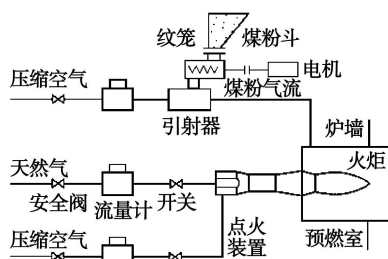 纹笼 煤粉斗
压缩空气 电机
煤粉气流
引射器 炉墙
天然气 火炬
安全阀 流量计 开关
点火
装置 预燃室
压缩空气